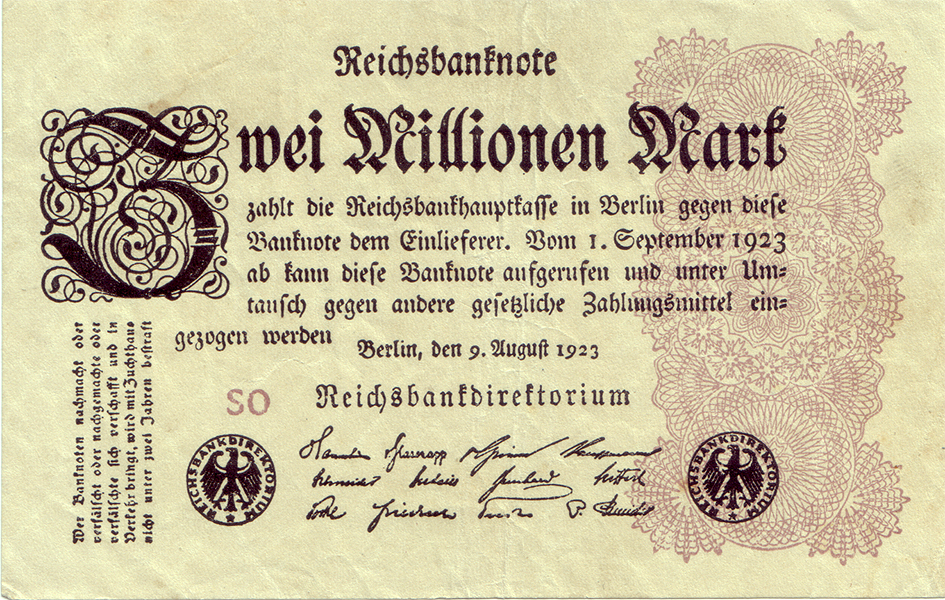 Reichsbanknote
Zwei Millionen Mark
zahlt die Reichsbankhauptkasse in Berlin gegen diese
Banknote dem Einlieferer. Vom 1. September 1923
ab kann diese Banknote aufgerufen und unter Um-
tausch gegen andere gesetzliche Zahlungsmittel ein-
gezogen werden
Berlin, den 9. August 1923
Reichsbankdirektorium
SO
REICHSBANKDIREKTORIUM
REICHSBANKDIREKTORIUM
Wer Banknoten nachmacht oder
verfälscht oder nachgemachte oder
verfälschte sich verschafft und in
Verkehr bringt, wird mit Zuchthaus
nicht unter zwei Jahren bestraft